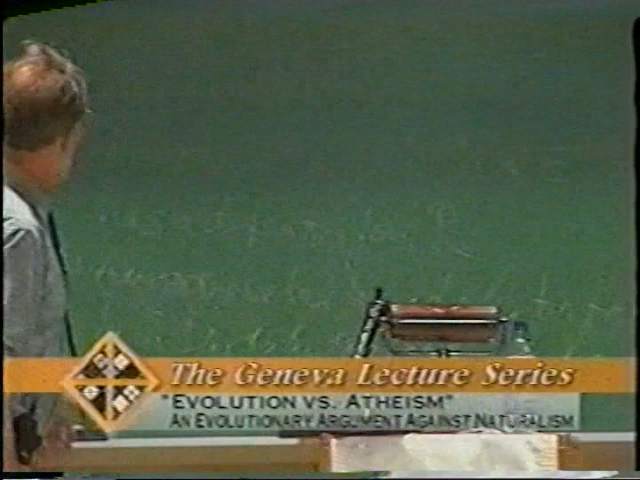 The Geneva Lecture Series
"Evolution vs. Atheism"
An Evolutionary Argument Against Naturalism